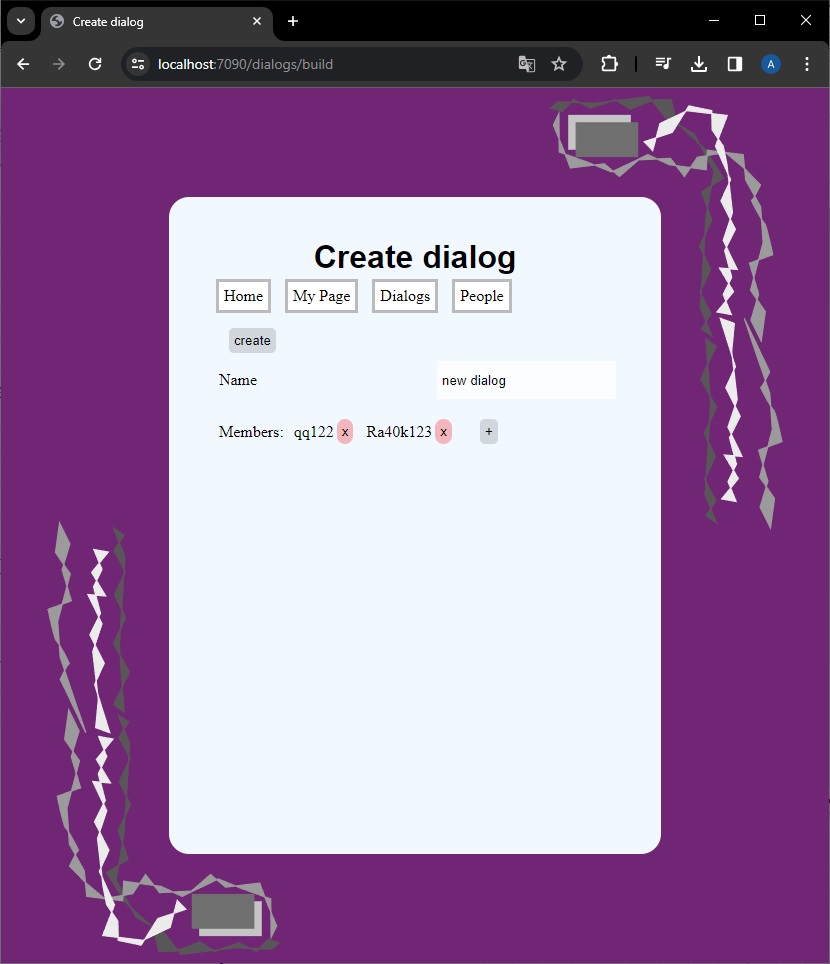 Create dialog
localhost:7090/dialogs/build
A
Create dialog
Home My Page Dialogs People
create
Name new dialog
Members: qq122 x Ra40k123 x +